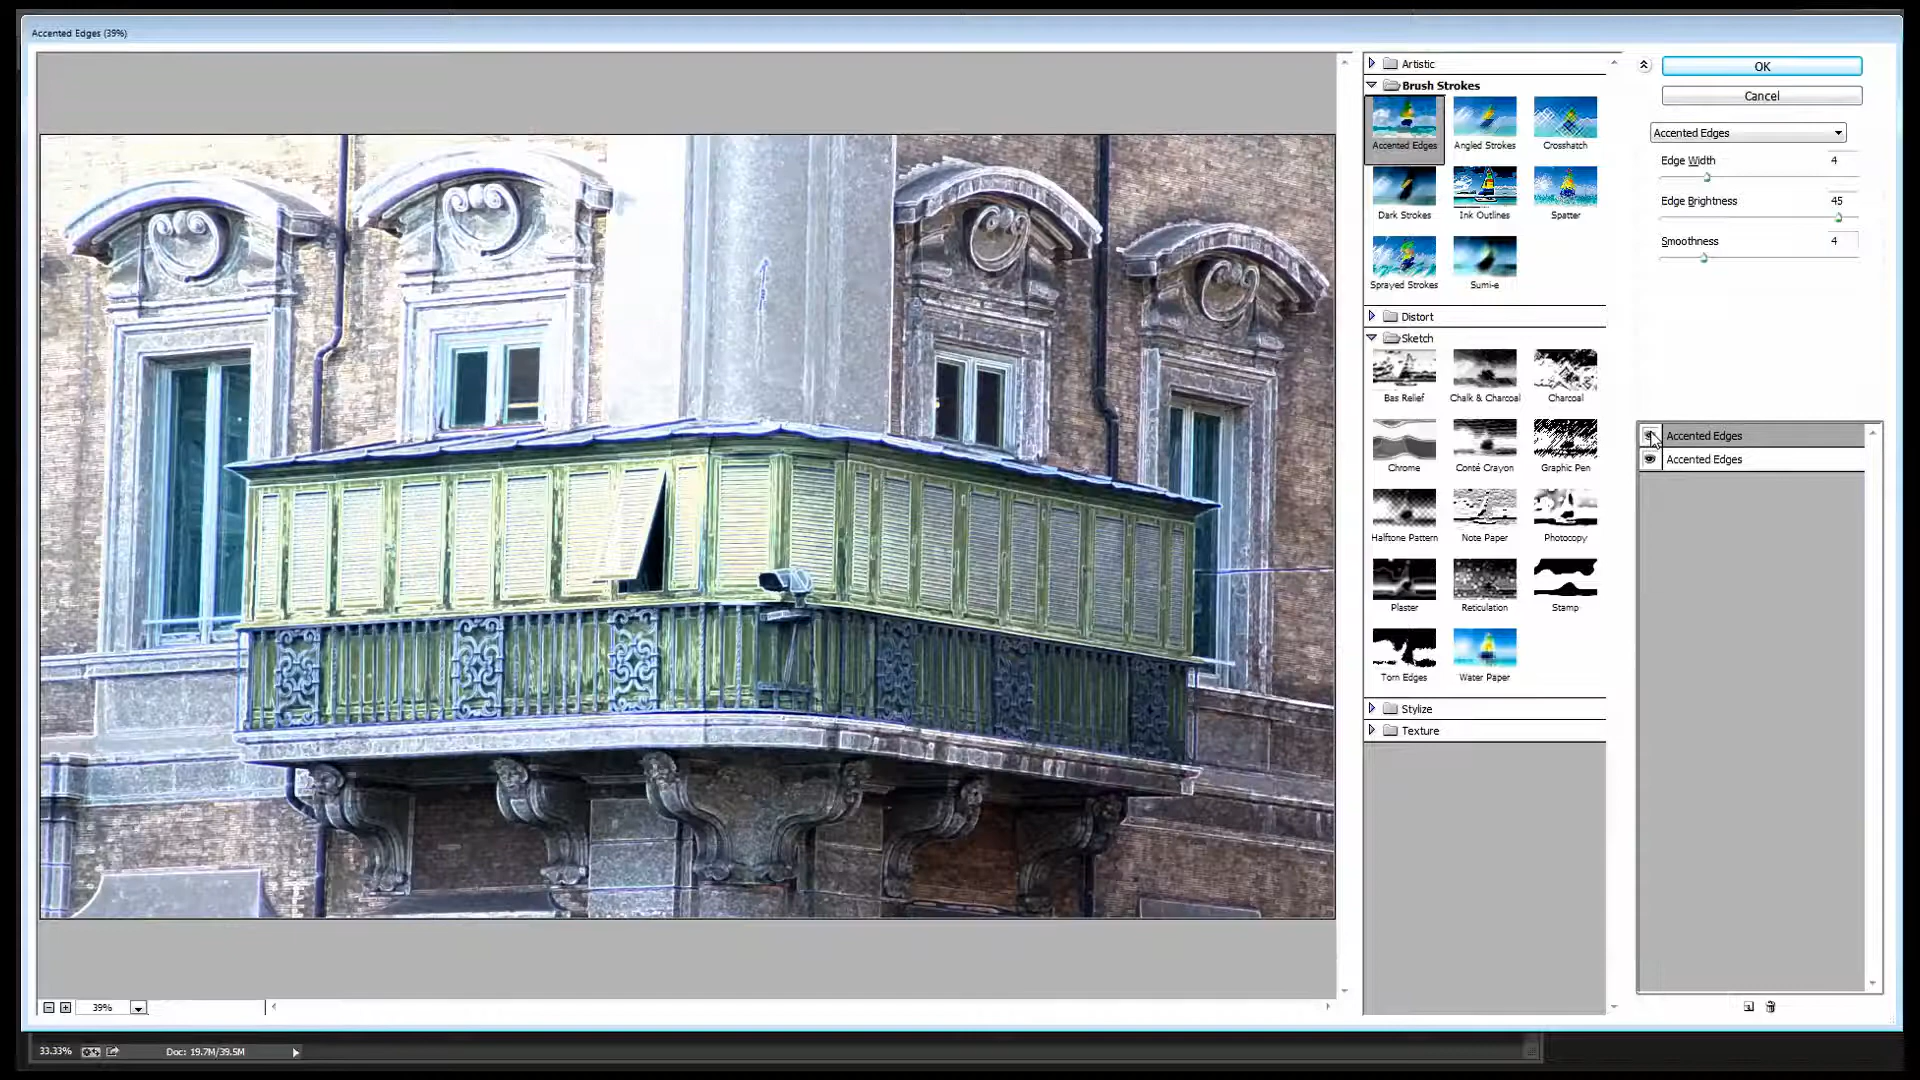 Accented Edges (39%)
Artistic
Brush Strokes
Accented Edges
Angled Strokes
Crosshatch
Dark Strokes
Ink Outlines
Spatter
Sprayed Strokes
Sumi-e
Distort
Sketch
Bas Relief
Chalk & Charcoal
Charcoal
Chrome
Conté Crayon
Graphic Pen
Halftone Pattern
Note Paper
Photocopy
Plaster
Reticulation
Stamp
Torn Edges
Water Paper
Stylize
Texture
OK
Cancel
Accented Edges
Edge Width 4
Edge Brightness 45
Smoothness 4
Accented Edges
Accented Edges
39%
33.33%
Doc: 19.7M/39.5M